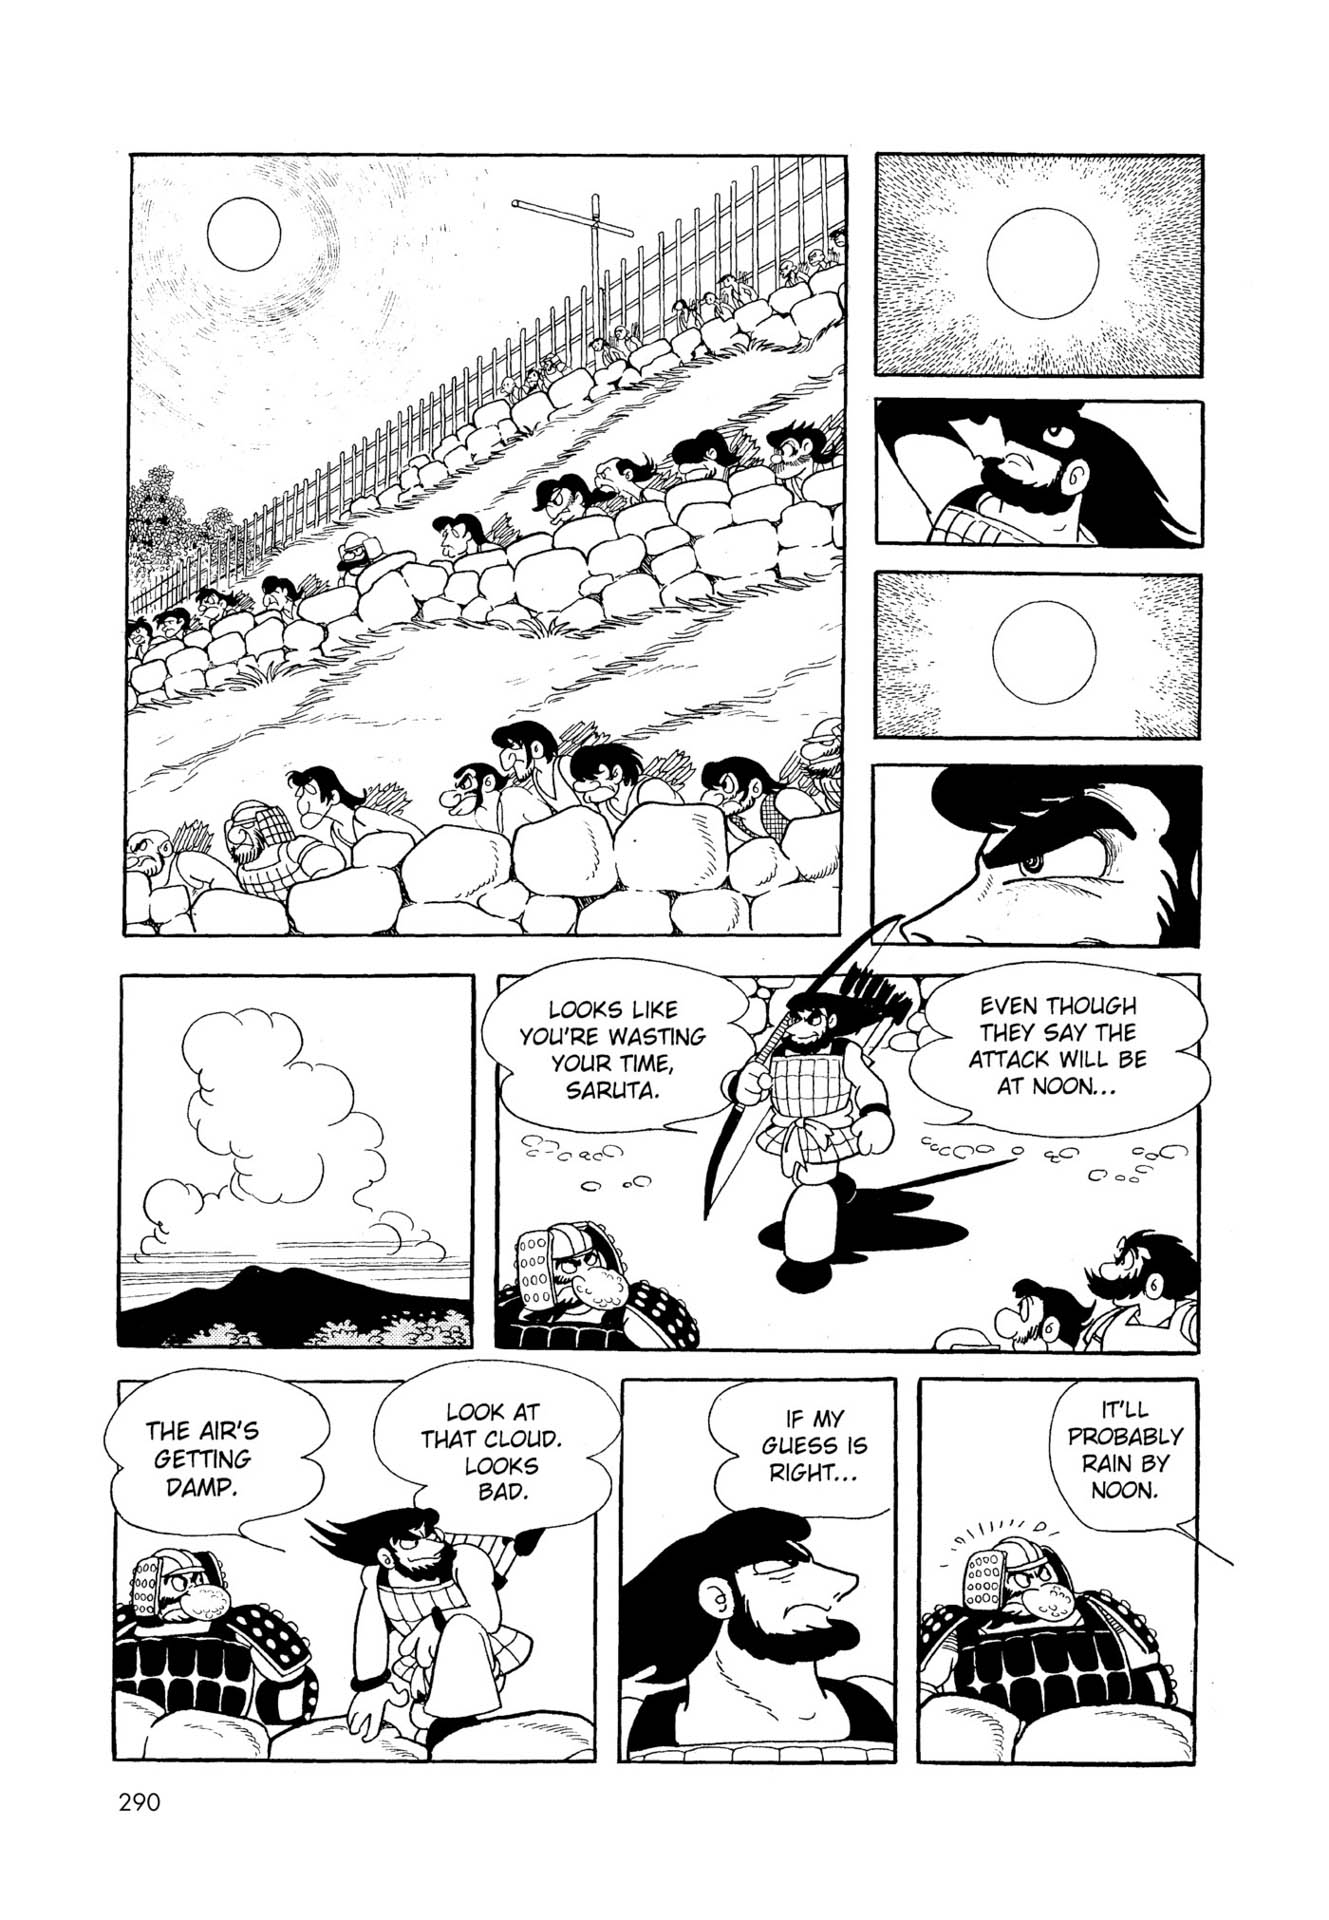 LOOKS LIKE
YOU'RE WASTING
YOUR TIME,
SARUTA.
EVEN THOUGH
THEY SAY THE
ATTACK WILL BE
AT NOON...
THE AIR'S
GETTING
DAMP.
LOOK AT
THAT CLOUD.
LOOKS
BAD.
IF MY
GUESS IS
RIGHT...
IT'LL
PROBABLY
RAIN BY
NOON.
290